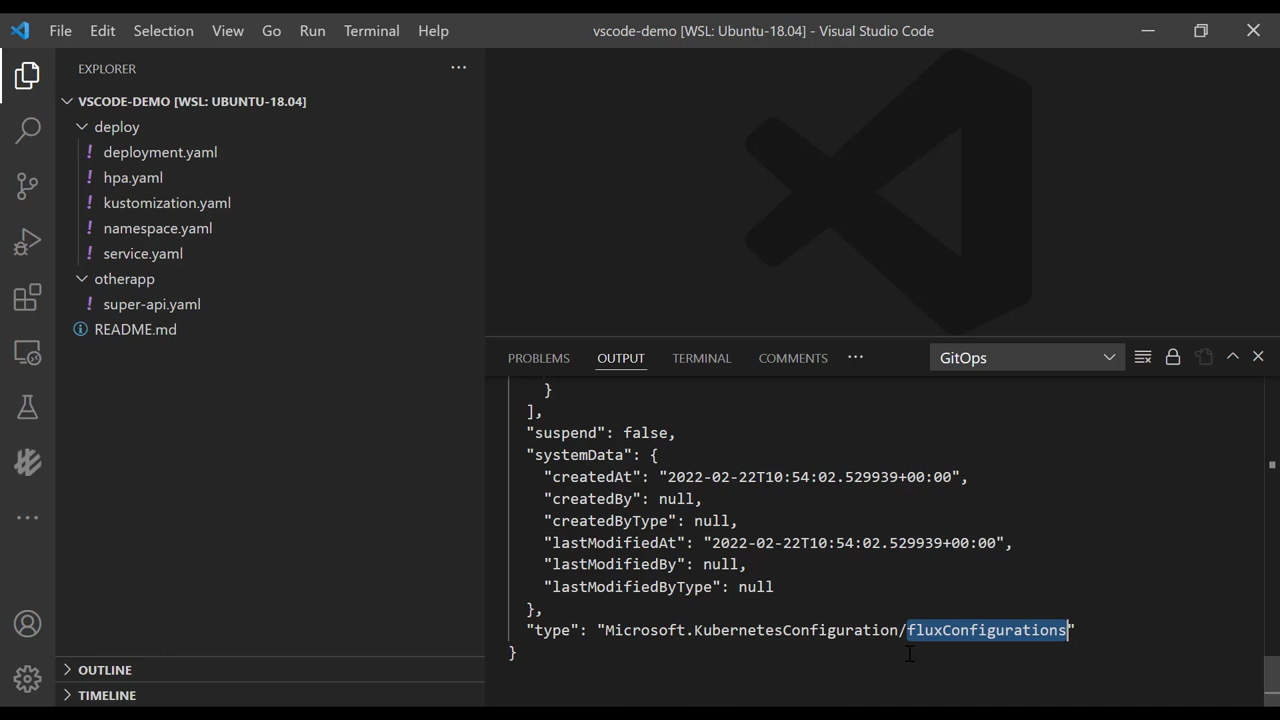 File Edit Selection View Go Run Terminal Help
vscode-demo [WSL: Ubuntu-18.04] - Visual Studio Code
EXPLORER
VSCODE-DEMO [WSL: UBUNTU-18.04]
deploy
! deployment.yaml
! hpa.yaml
! kustomization.yaml
! namespace.yaml
! service.yaml
otherapp
! super-api.yaml
README.md
OUTLINE
TIMELINE
PROBLEMS OUTPUT TERMINAL COMMENTS
GitOps
}
],
"suspend": false,
"systemData": {
"createdAt": "2022-02-22T10:54:02.529939+00:00",
"createdBy": null,
"createdByType": null,
"lastModifiedAt": "2022-02-22T10:54:02.529939+00:00",
"lastModifiedBy": null,
"lastModifiedByType": null
},
"type": "Microsoft.KubernetesConfiguration/fluxConfigurations"
}